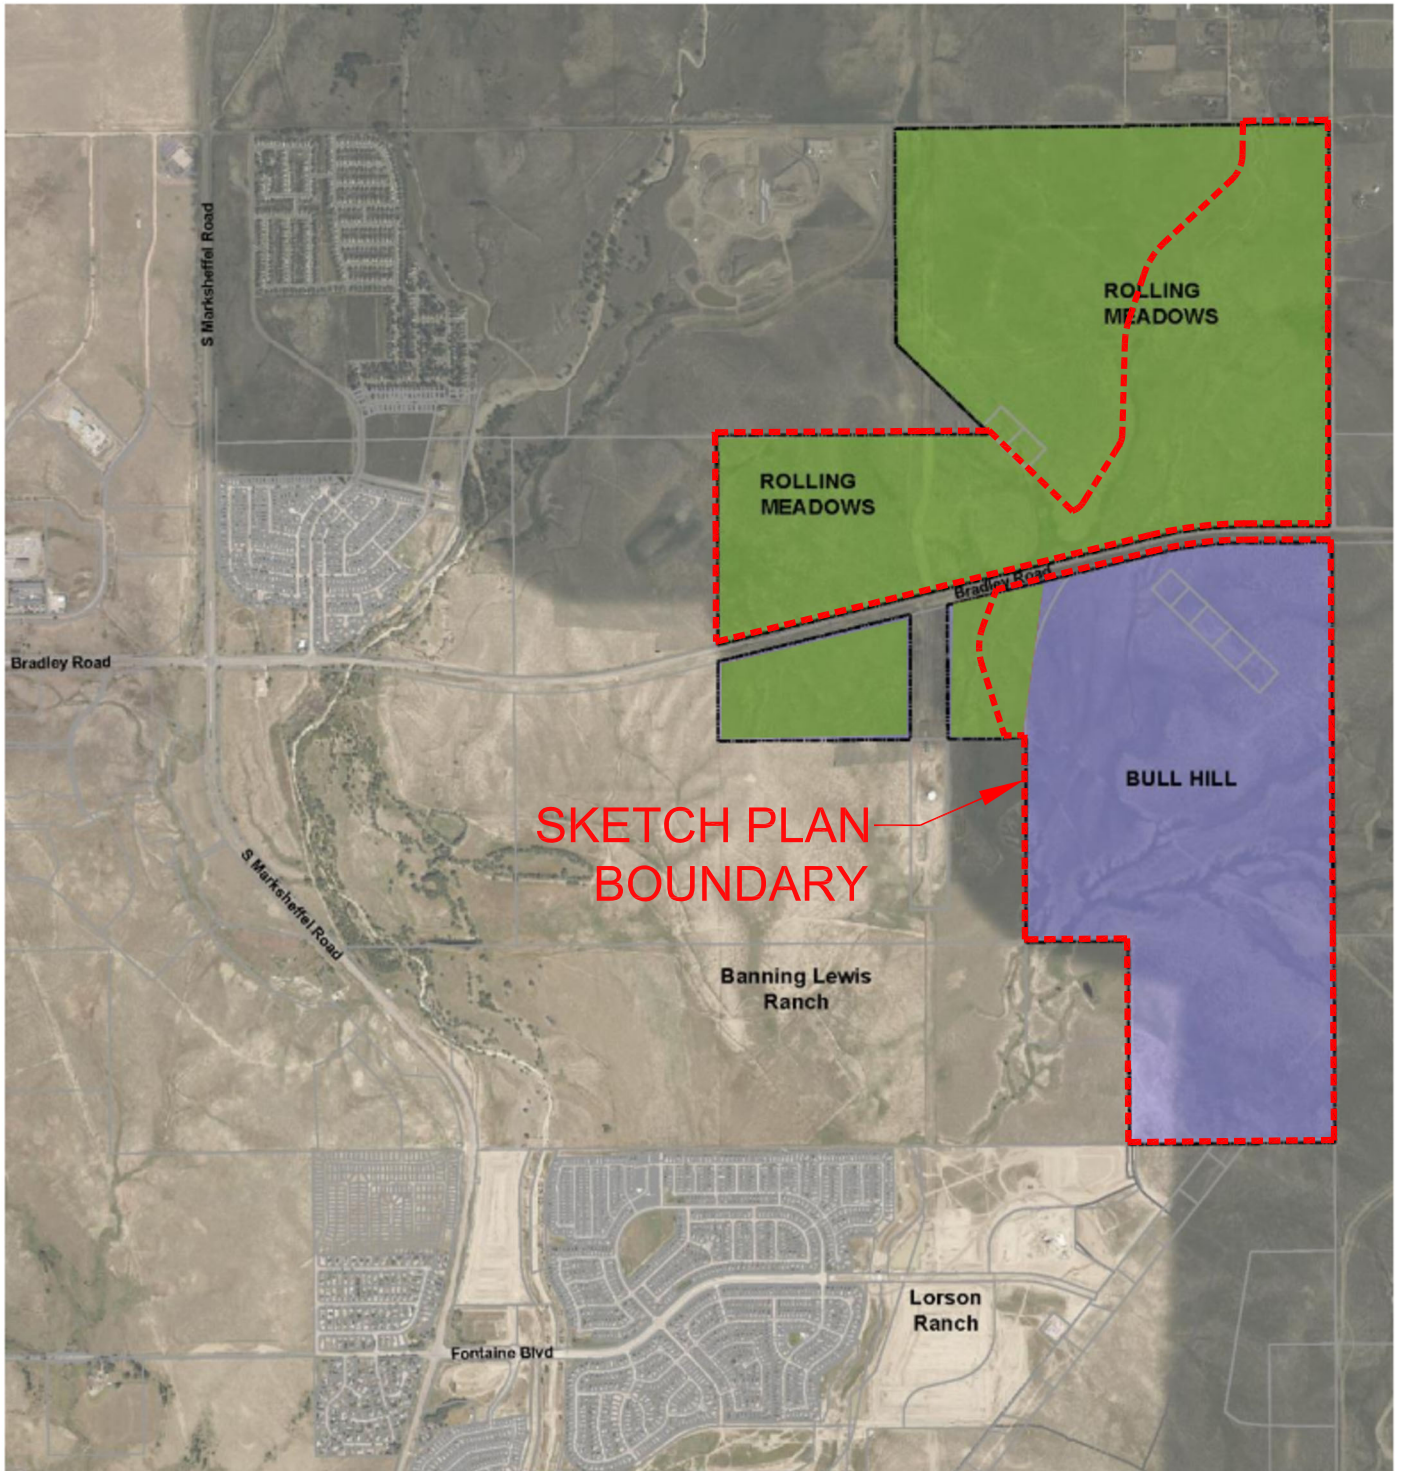 S Marksheffel Road
ROLLING
MEADOWS
ROLLING
MEADOWS
Bradley Road
Bradley Road
BULL HILL
SKETCH PLAN
BOUNDARY
S Marksheffel Road
Banning Lewis
Ranch
Lorson
Ranch
Fontaine Blvd